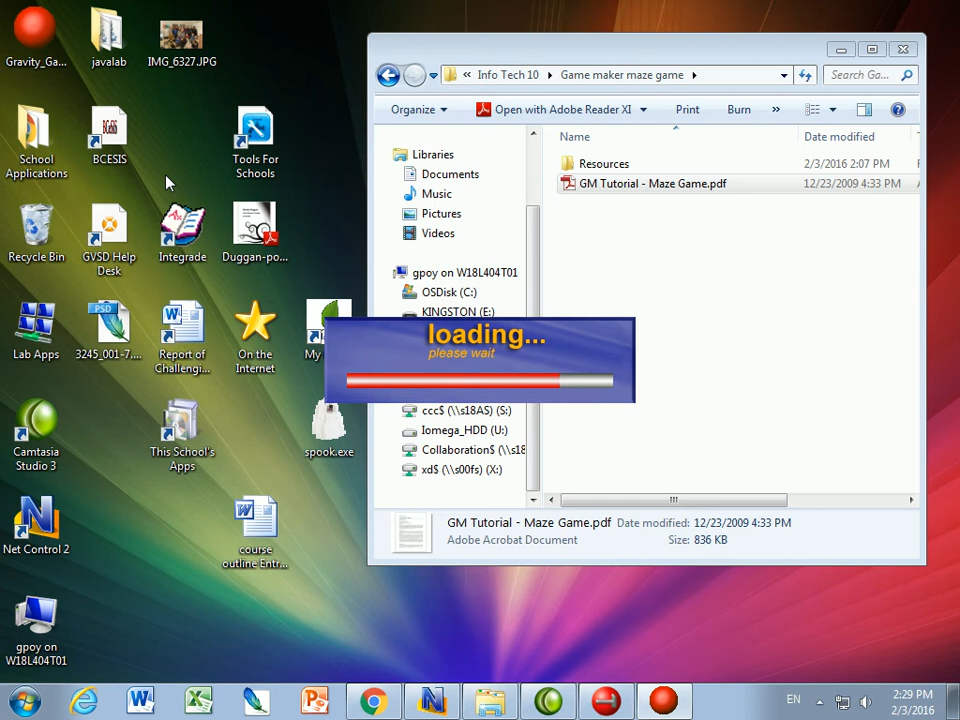 Gravity_Ga...
javalab
IMG_6327.JPG
School
Applications
BCESIS
Tools For
Schools
Recycle Bin
GVSD Help
Desk
Integrade
Duggan-po...
Lab Apps
PSD
3245_001-7....
Report of
Challengi...
On the
Internet
My
Camtasia
Studio 3
This School's
Apps
spook.exe
Net Control 2
course
outline Entr...
gpoy on
W18L404T01
« Info Tech 10 ▸ Game maker maze game ▸
Search Ga...
Organize
Open with Adobe Reader XI
Print
Burn
»
Name
Date modified
Libraries
Documents
Music
Pictures
Videos
gpoy on W18L404T01
OSDisk (C:)
KINGSTON (E:)
ccc$ (\\s18AS) (S:)
Iomega_HDD (U:)
Collaboration$ (\\s18
xd$ (\\s00fs) (X:)
Resources
2/3/2016 2:07 PM
GM Tutorial - Maze Game.pdf
12/23/2009 4:33 PM
loading...
please wait
GM Tutorial - Maze Game.pdf Date modified: 12/23/2009 4:33 PM
Adobe Acrobat Document Size: 836 KB
EN
2:29 PM
2/3/2016